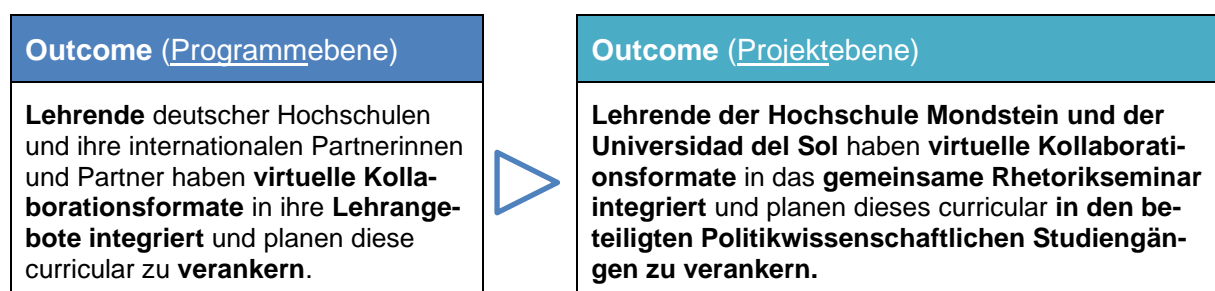 Outcome (Programmebene)
Lehrende deutscher Hochschulen
und ihre internationalen Partnerinnen
und Partner haben virtuelle Kolla-
borationsformate in ihre Lehrange-
bote integriert und planen diese
curricular zu verankern.
Outcome (Projektebene)
Lehrende der Hochschule Mondstein und der
Universidad del Sol haben virtuelle Kollaborati-
onsformate in das gemeinsame Rhetorikseminar
integriert und planen dieses curricular in den be-
teiligten Politikwissenschaftlichen Studiengän-
gen zu verankern.